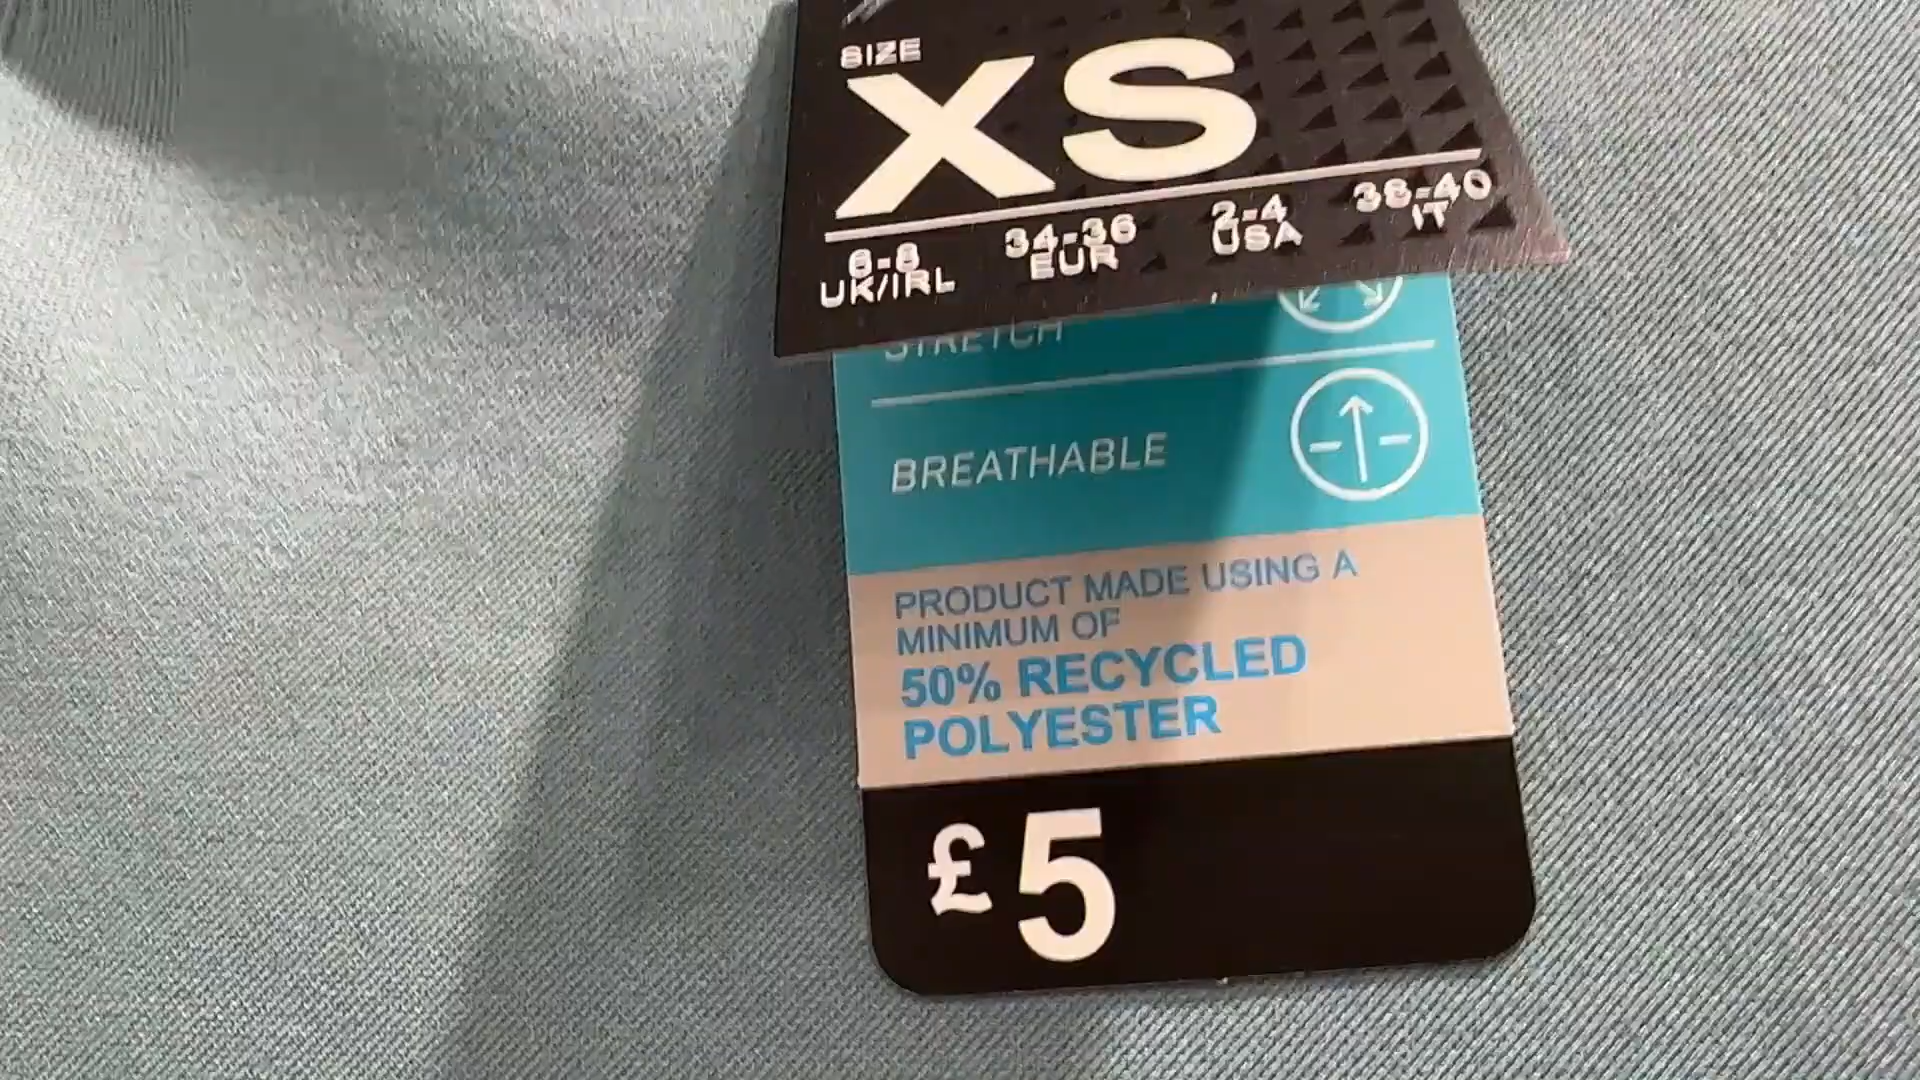 SIZE
XS
6-8 34-36 2-4 38-40
UK/IRL EUR USA IT
STRETCH
BREATHABLE
PRODUCT MADE USING A
MINIMUM OF
50% RECYCLED
POLYESTER
£5